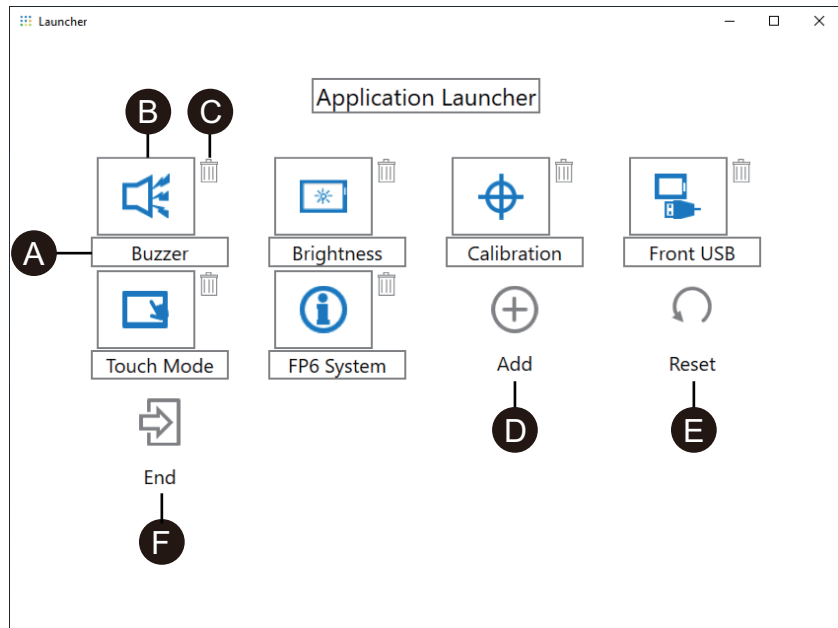 Launcher
Application Launcher
B
C
A
Buzzer
Brightness
Calibration
Front USB
Touch Mode
FP6 System
Add
Reset
D
E
End
F